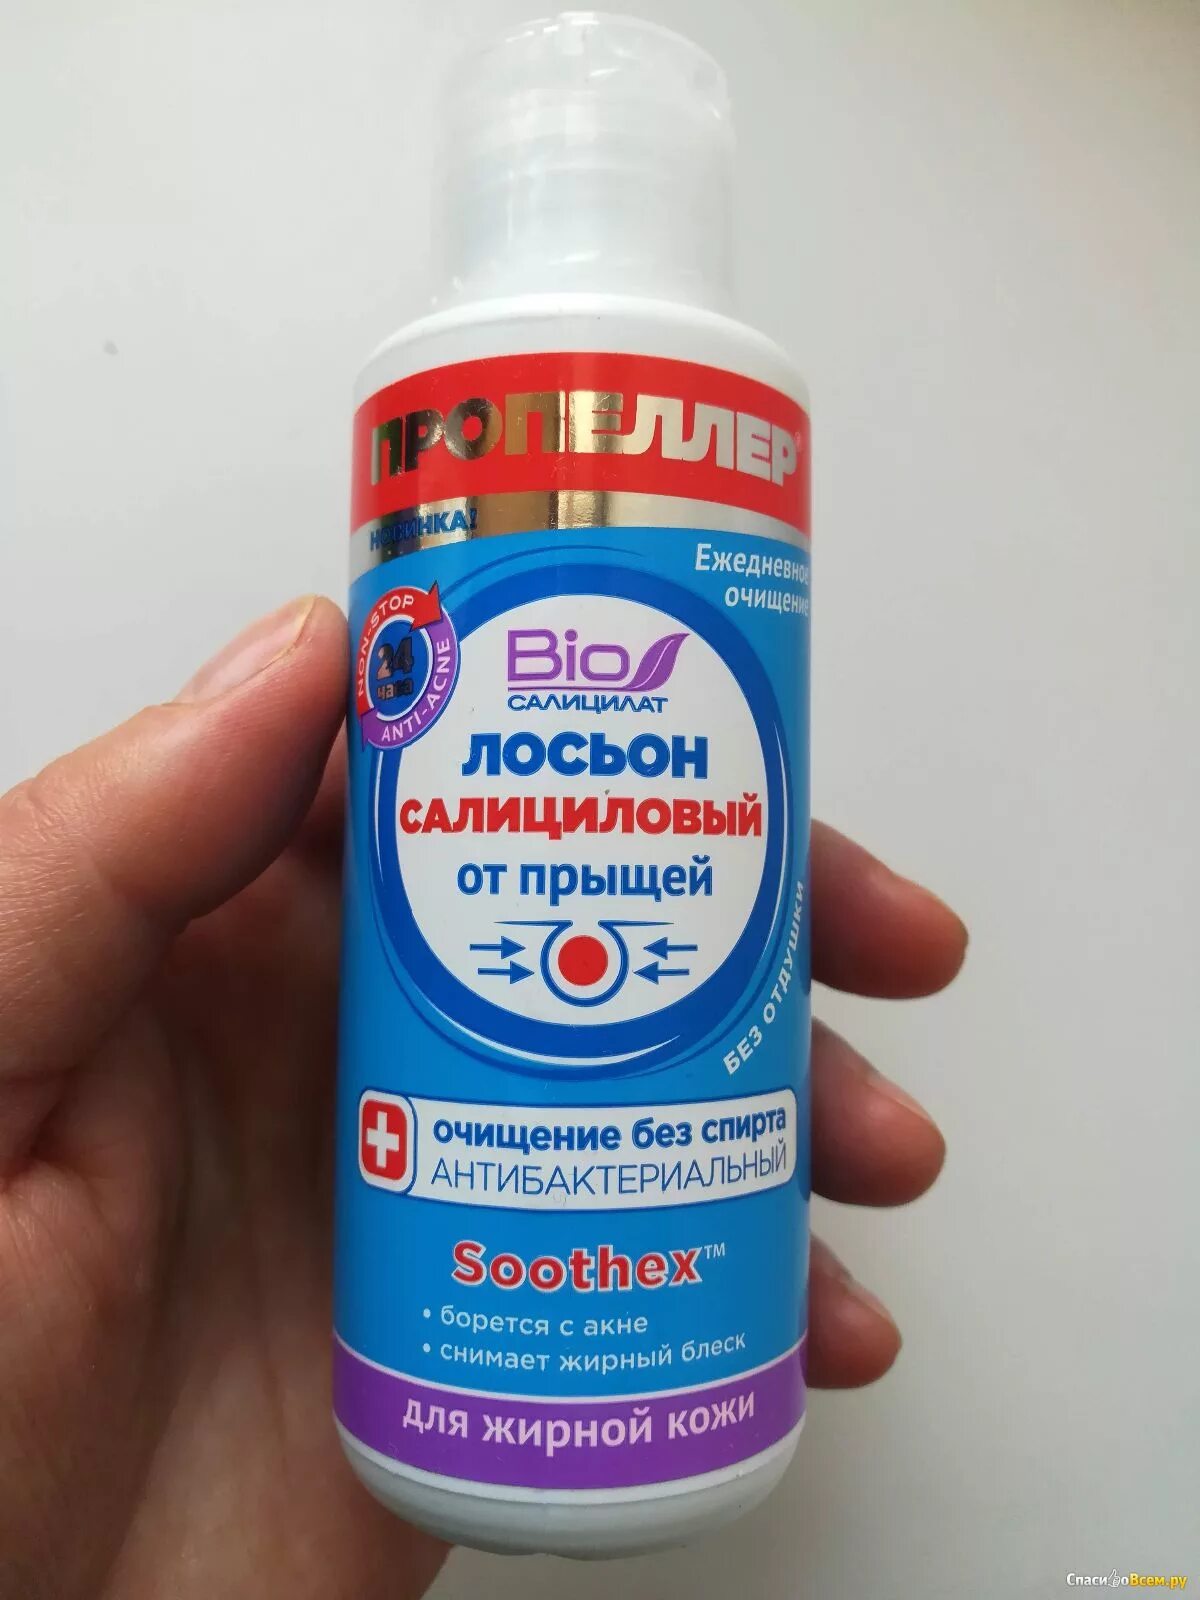 ПРОПЕЛЛЕР®
НОВИНКА!
Ежедневное
очищение
NON-STOP
24
часа
ANTI-ACNE
Bio
САЛИЦИЛАТ
ЛОСЬОН
САЛИЦИЛОВЫЙ
от прыщей
БЕЗ ОТДУШКИ
очищение без спирта
АНТИБАКТЕРИАЛЬНЫЙ
Soothex™
• борется с акне
• снимает жирный блеск
для жирной кожи
СпасибоВсем.ру